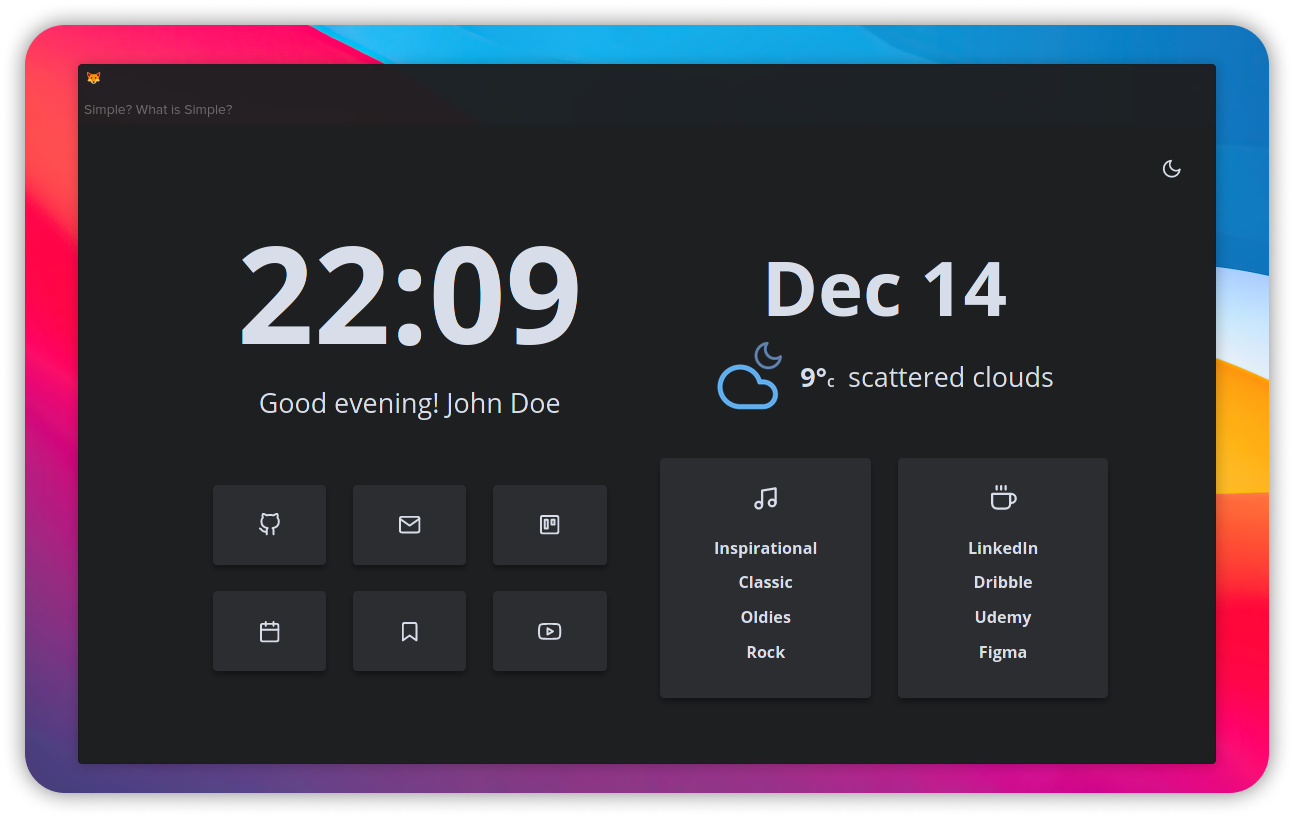 Simple? What is Simple?
22:09
Good evening! John Doe
Dec 14
9°c scattered clouds
Inspirational
Classic
Oldies
Rock
LinkedIn
Dribble
Udemy
Figma